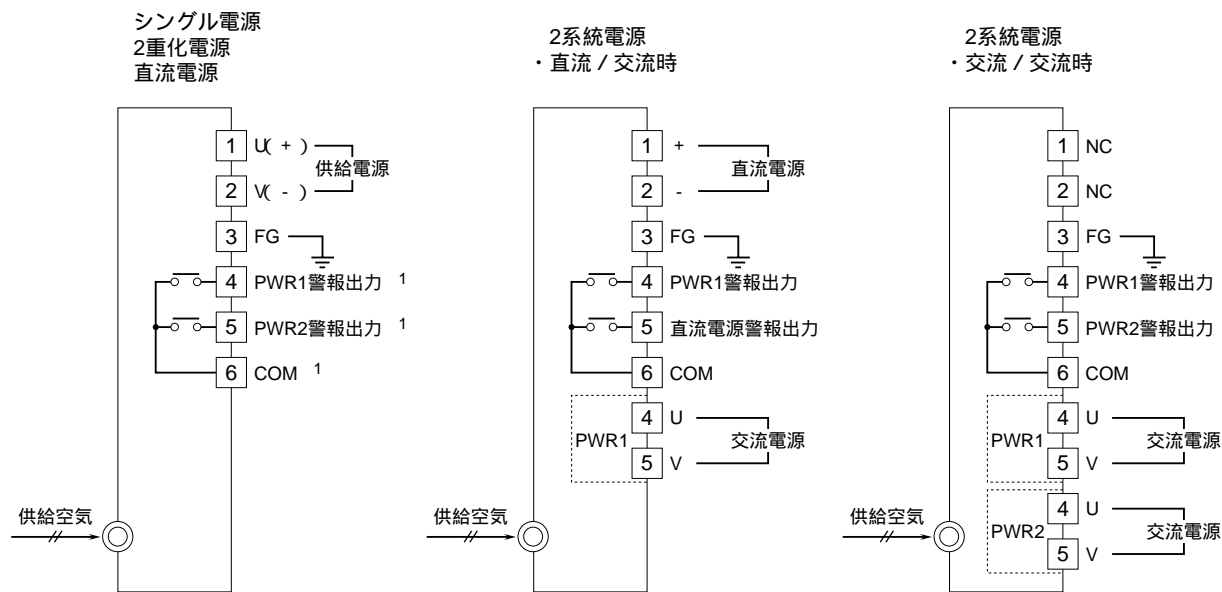 シングル電源
2重化電源
直流電源
1 U( + )
供給電源
2 V( - )
3 FG
4 PWR1警報出力 1
5 PWR2警報出力 1
6 COM 1
供給空気
2系統電源
・直流 / 交流時
1 +
直流電源
2 -
3 FG
4 PWR1警報出力
5 直流電源警報出力
6 COM
4 U
PWR1 交流電源
5 V
供給空気
2系統電源
・交流 / 交流時
1 NC
2 NC
3 FG
4 PWR1警報出力
5 PWR2警報出力
6 COM
4 U
PWR1 交流電源
5 V
4 U
供給空気
PWR2 交流電源
5 V